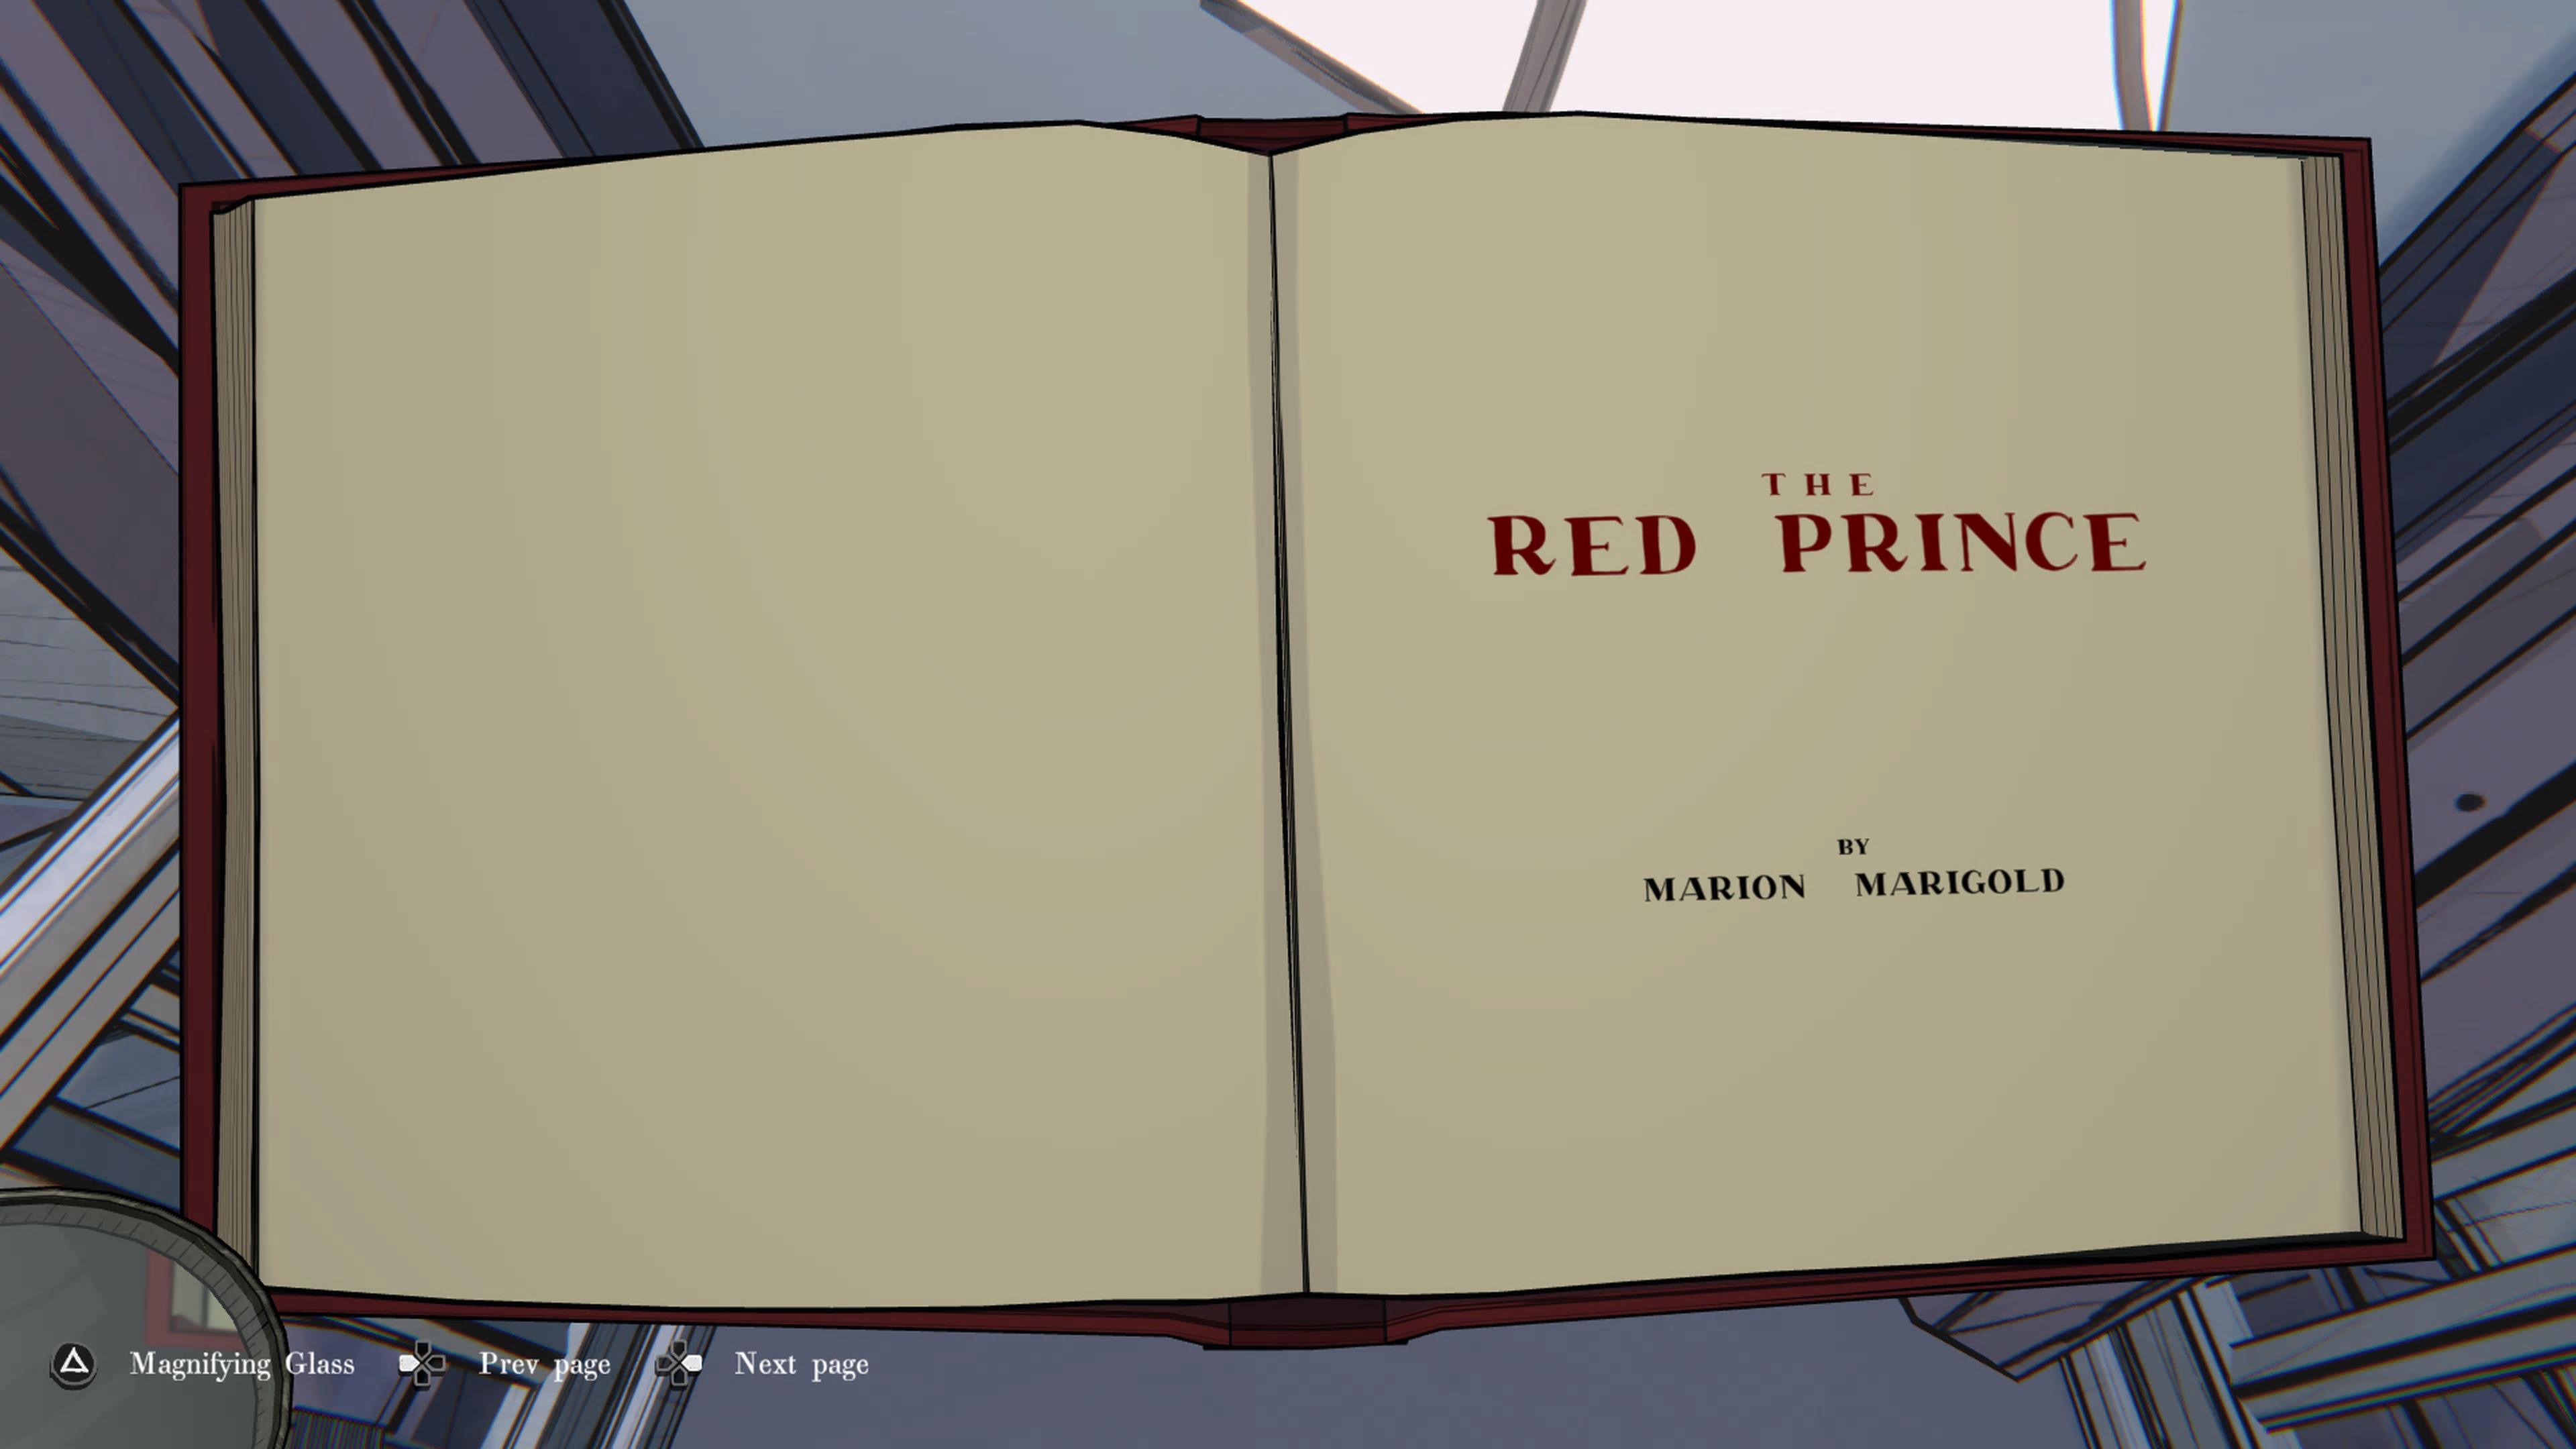 THE
RED PRINCE
BY
MARION MARIGOLD
Magnifying Glass Prev page Next page